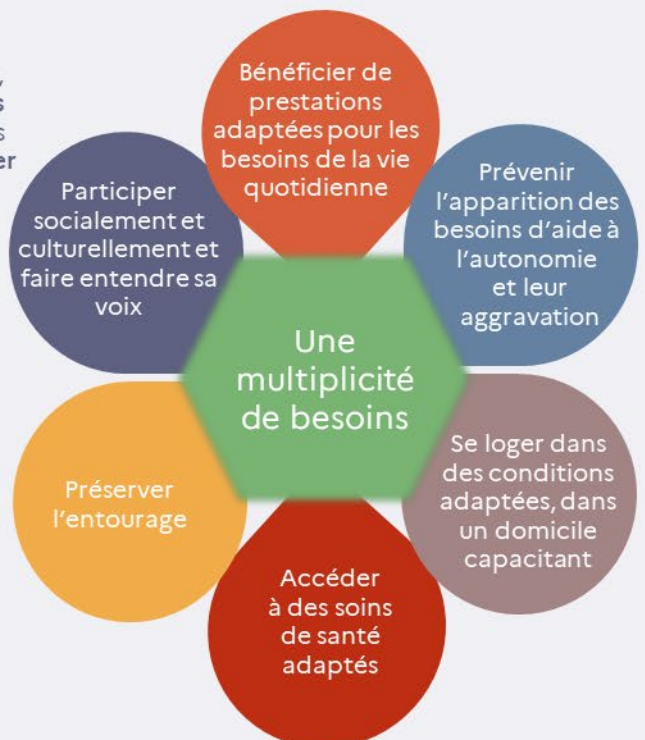 ,
s
s
er
Bénéficier de
prestations
adaptées pour les
besoins de la vie
quotidienne
Prévenir
l'apparition des
besoins d'aide à
l'autonomie
et leur
aggravation
Se loger dans
des conditions
adaptées, dans
un domicile
capacitant
Accéder
à des soins
de santé
adaptés
Préserver
l'entourage
Participer
socialement et
culturellement et
faire entendre sa
voix
Une
multiplicité
de besoins